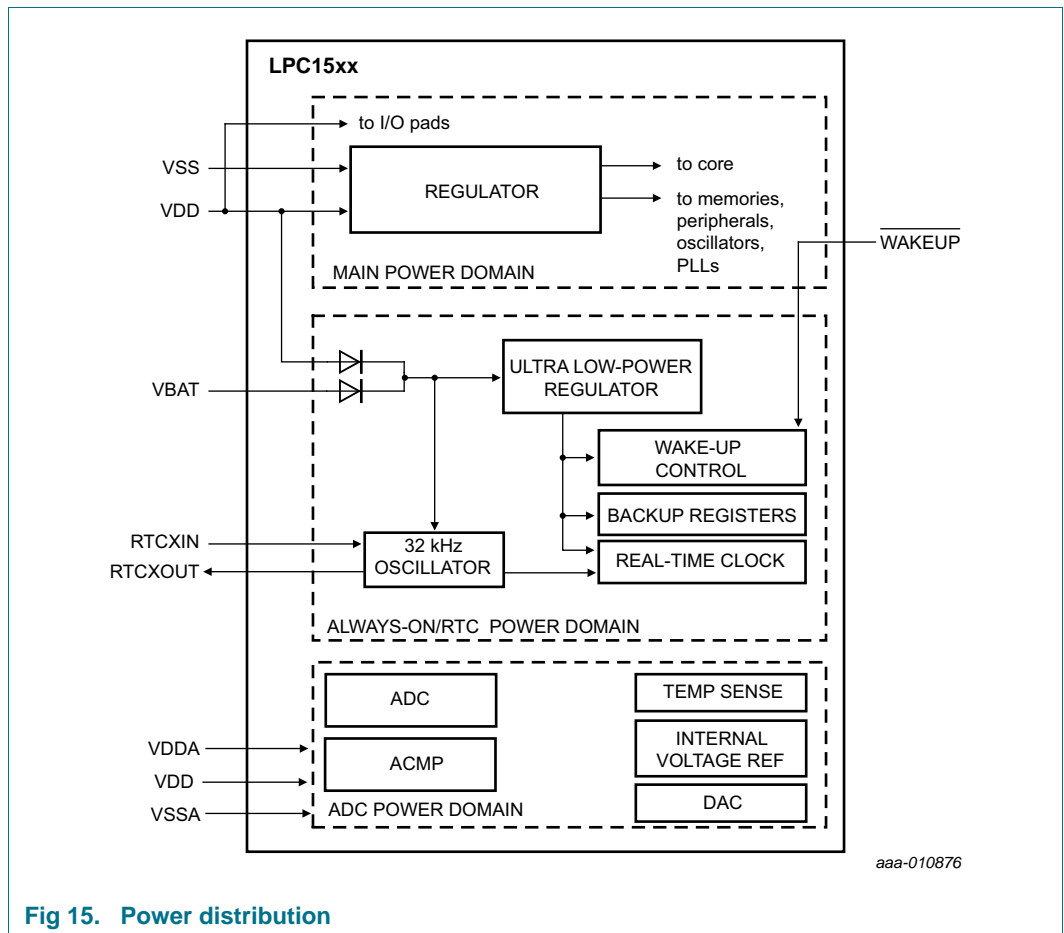 LPC15xx
to I/O pads
VSS
REGULATOR
to core
VDD
to memories,
peripherals,
oscillators,
PLLs
WAKEUP
MAIN POWER DOMAIN
ULTRA LOW-POWER
REGULATOR
VBAT
WAKE-UP
CONTROL
BACKUP REGISTERS
RTCXIN
32 kHz
OSCILLATOR
RTCXOUT
REAL-TIME CLOCK
ALWAYS-ON/RTC POWER DOMAIN
ADC
TEMP SENSE
VDDA
ACMP
INTERNAL
VOLTAGE REF
VDD
VSSA
ADC POWER DOMAIN
DAC
aaa-010876
Fig 15. Power distribution